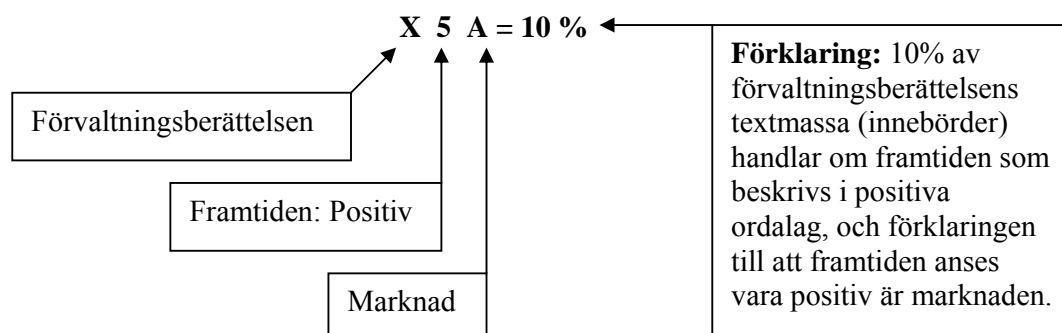 X 5 A = 10 %
Förvaltningsberättelsen
Framtiden: Positiv
Marknad
Förklaring: 10% av
förvaltningsberättelsens
textmassa (innebörder)
handlar om framtiden som
beskrivs i positiva
ordalag, och förklaringen
till att framtiden anses
vara positiv är marknaden.